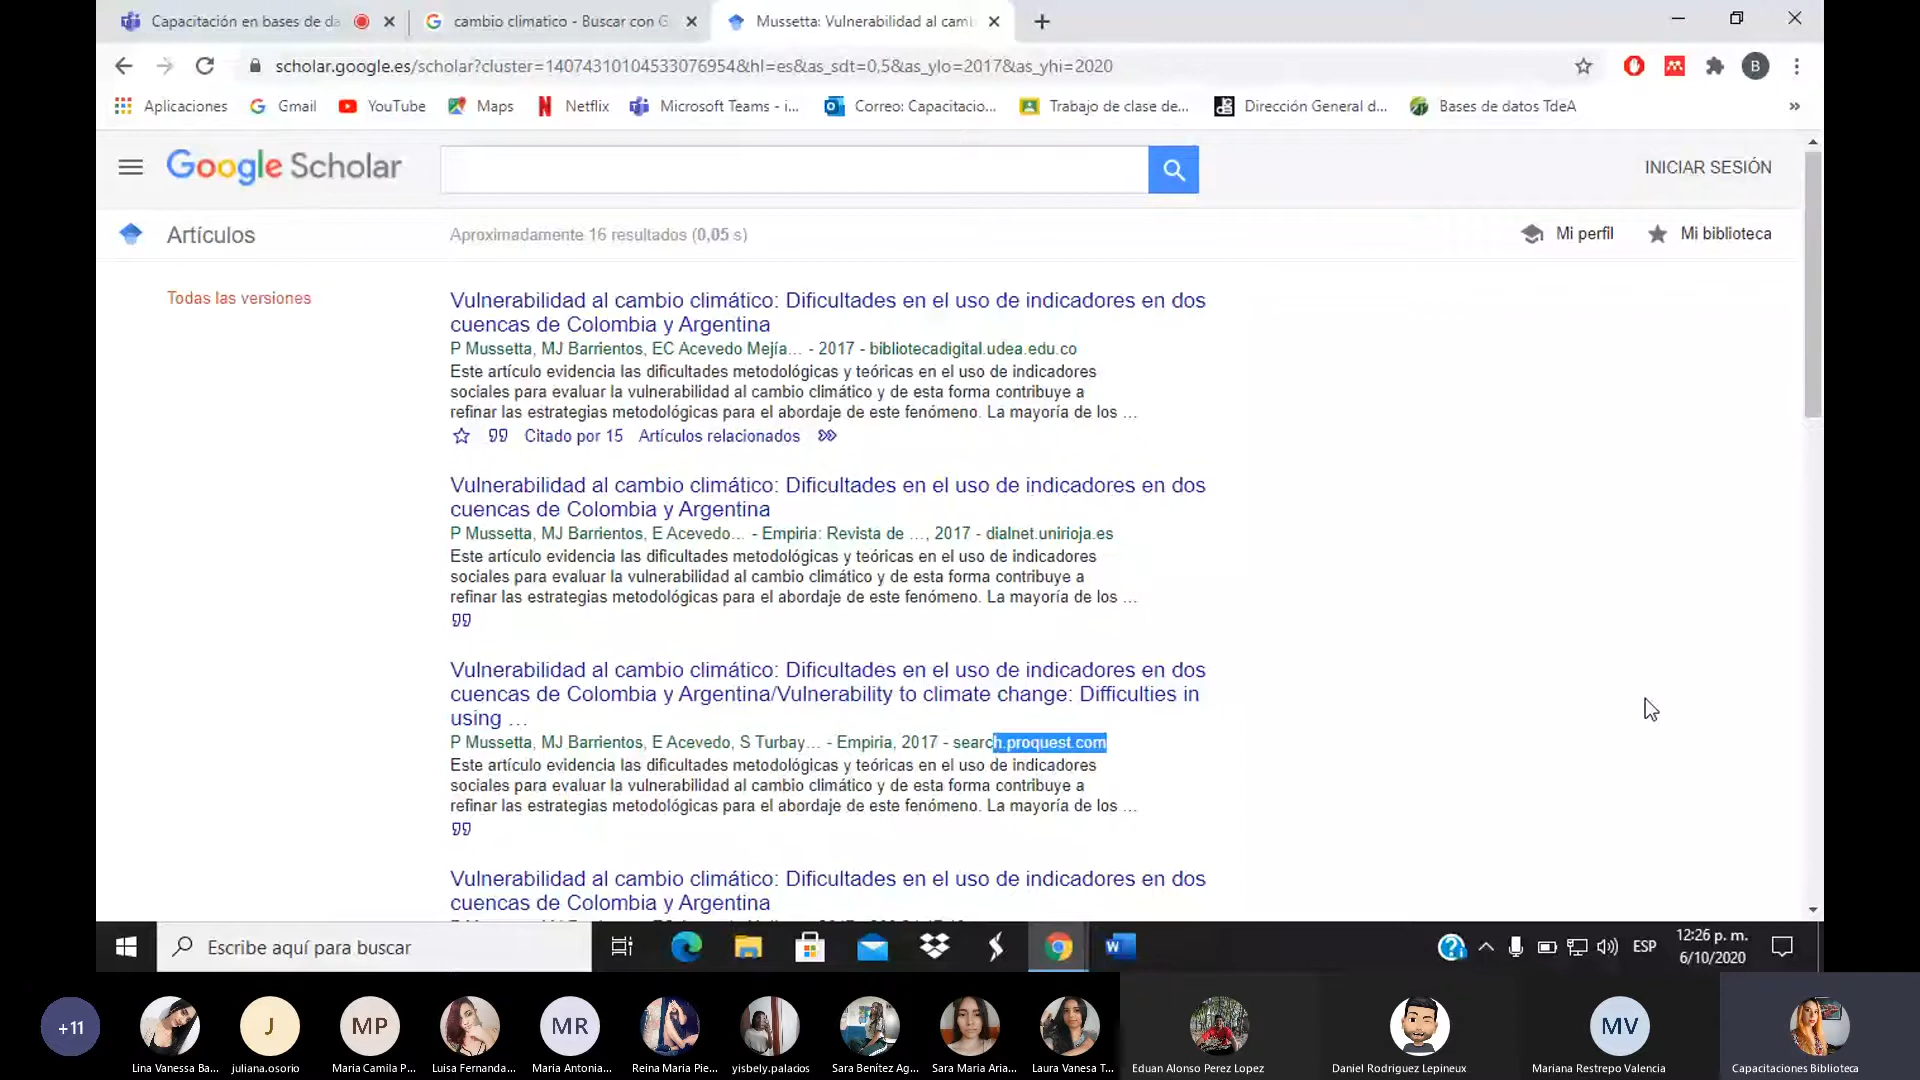 Capacitación en bases de da
cambio climatico - Buscar con G
Mussetta: Vulnerabilidad al camb
scholar.google.es/scholar?cluster=14074310104533076954&hl=es&as_sdt=0,5&as_ylo=2017&as_yhi=2020
B
Aplicaciones
Gmail
YouTube
Maps
Netflix
Microsoft Teams - i...
Correo: Capacitacio...
Trabajo de clase de...
Dirección General d...
Bases de datos TdeA
»
Google Scholar
INICIAR SESIÓN
Artículos
Aproximadamente 16 resultados (0,05 s)
Mi perfil
Mi biblioteca
Todas las versiones
Vulnerabilidad al cambio climático: Dificultades en el uso de indicadores en dos
cuencas de Colombia y Argentina
P Mussetta, MJ Barrientos, EC Acevedo Mejía… - 2017 - bibliotecadigital.udea.edu.co
Este artículo evidencia las dificultades metodológicas y teóricas en el uso de indicadores
sociales para evaluar la vulnerabilidad al cambio climático y de esta forma contribuye a
refinar las estrategias metodológicas para el abordaje de este fenómeno. La mayoría de los …
Citado por 15 Artículos relacionados
Vulnerabilidad al cambio climático: Dificultades en el uso de indicadores en dos
cuencas de Colombia y Argentina
P Mussetta, MJ Barrientos, E Acevedo… - Empiria: Revista de …, 2017 - dialnet.unirioja.es
Este artículo evidencia las dificultades metodológicas y teóricas en el uso de indicadores
sociales para evaluar la vulnerabilidad al cambio climático y de esta forma contribuye a
refinar las estrategias metodológicas para el abordaje de este fenómeno. La mayoría de los …
Vulnerabilidad al cambio climático: Dificultades en el uso de indicadores en dos
cuencas de Colombia y Argentina/Vulnerability to climate change: Difficulties in
using …
P Mussetta, MJ Barrientos, E Acevedo, S Turbay… - Empiria, 2017 - search.proquest.com
Este artículo evidencia las dificultades metodológicas y teóricas en el uso de indicadores
sociales para evaluar la vulnerabilidad al cambio climático y de esta forma contribuye a
refinar las estrategias metodológicas para el abordaje de este fenómeno. La mayoría de los …
Vulnerabilidad al cambio climático: Dificultades en el uso de indicadores en dos
cuencas de Colombia y Argentina
Escribe aquí para buscar
ESP
12:26 p. m.
6/10/2020
+11
J
MP
MR
MV
Lina Vanessa Ba...
juliana.osorio
Maria Camila P...
Luisa Fernanda...
Maria Antonia...
Reina Maria Pie...
yisbely.palacios
Sara Benítez Ag...
Sara Maria Aria...
Laura Vanesa T...
Eduan Alonso Perez Lopez
Daniel Rodriguez Lepineux
Mariana Restrepo Valencia
Capacitaciones Biblioteca